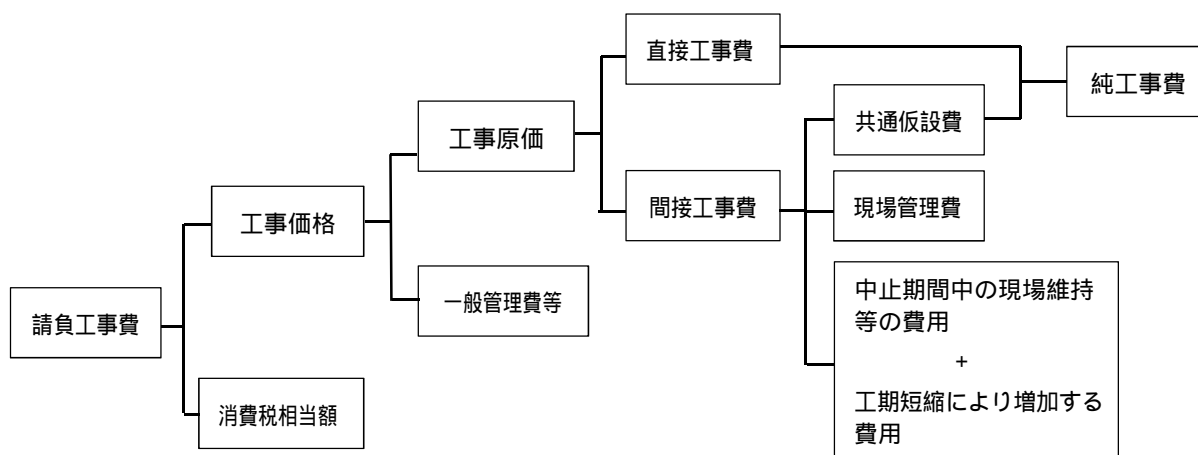 直接工事費
純工事費
工事原価
共通仮設費
工事価格
間接工事費
現場管理費
請負工事費
一般管理費等
中止期間中の現場維持
等の費用
+
工期短縮により増加する
費用
消費税相当額